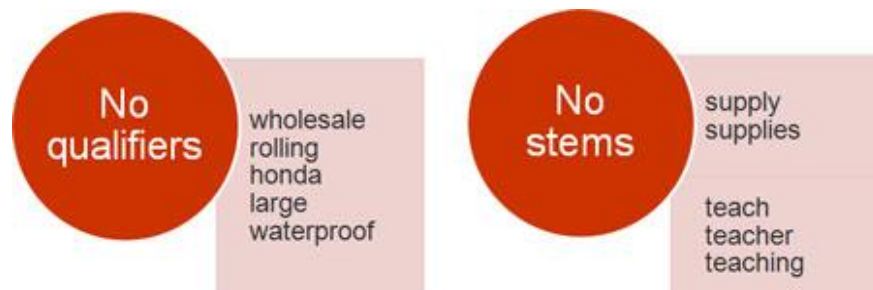 No
qualifiers
wholesale
rolling
honda
large
waterproof
No
stems
supply
supplies
teach
teacher
teaching